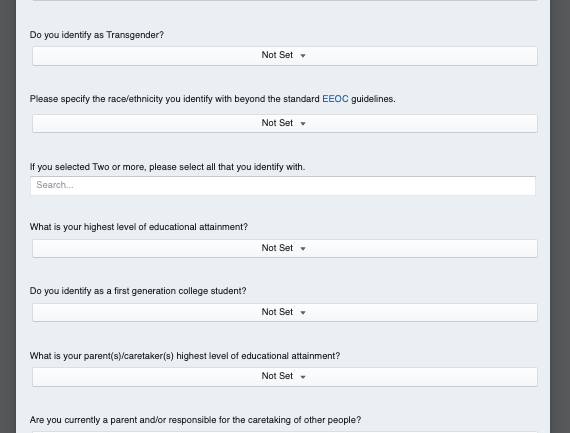 Do you identify as Transgender?
Not Set
Please specify the race/ethnicity you identify with beyond the standard EEOC guidelines.
Not Set
If you selected Two or more, please select all that you identify with.
Search...
What is your highest level of educational attainment?
Not Set
Do you identify as a first generation college student?
Not Set
What is your parent(s)/caretaker(s) highest level of educational attainment?
Not Set
Are you currently a parent and/or responsible for the caretaking of other people?